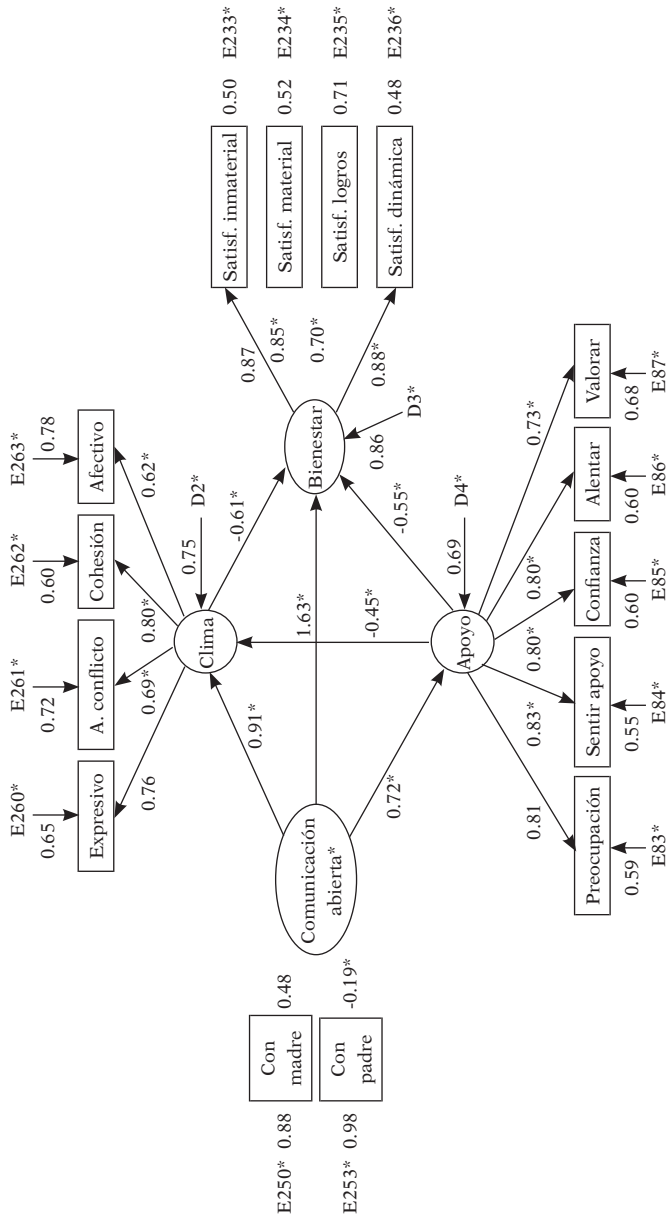 E260*
E261*
E262*
E263*
0.65
0.72
0.60
0.78
Expresivo
A. conflicto
Cohesión
Afectivo
0.76
0.69*
0.80*
0.62*
D2*
0.75
Clima
0.91*
-0.61*
E250*
0.88
Con
madre
0.48
E253*
0.98
Con
padre
-0.19*
Comunicación
abierta*
1.63*
-0.45*
Bienestar
0.86
D3*
0.87
0.85*
0.70*
0.88*
Satisf. inmaterial
0.50
E233*
Satisf. material
0.52
E234*
Satisf. logros
0.71
E235*
Satisf. dinámica
0.48
E236*
0.72*
-0.55*
D4*
0.69
Apoyo
0.81
0.83*
0.80*
0.80*
0.73*
Preocupación
Sentir apoyo
Confianza
Alentar
Valorar
0.59
0.55
0.60
0.60
0.68
E83*
E84*
E85*
E86*
E87*